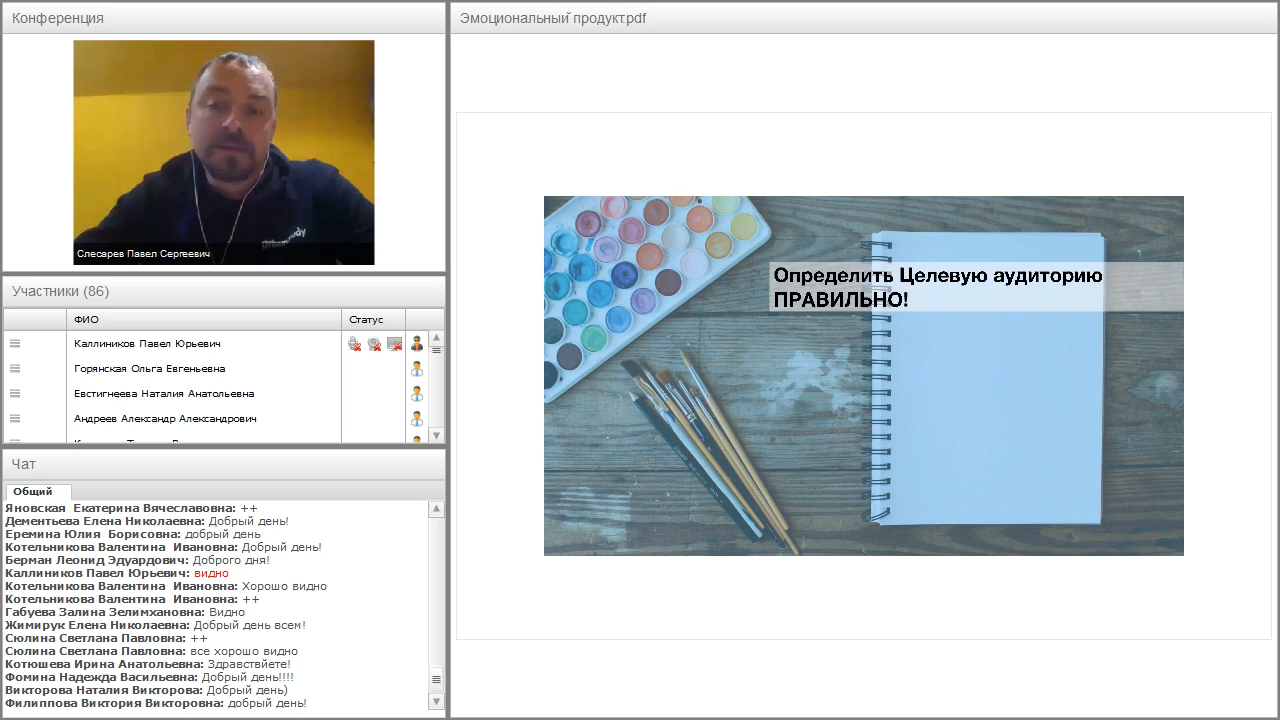 Конференция
Слесарев Павел Сергеевич
Участники (86)
ФИО
Статус
Каллиников Павел Юрьевич
Горянская Ольга Евгеньевна
Евстигнеева Наталия Анатольевна
Андреев Александр Александрович
Чат
Общий
Яновская Екатерина Вячеславовна: ++
Дементьева Елена Николаевна: Добрый день!
Еремина Юлия Борисовна: добрый день
Котельникова Валентина Ивановна: Добрый день!
Берман Леонид Эдуардович: Доброго дня!
Каллиников Павел Юрьевич: видно
Котельникова Валентина Ивановна: Хорошо видно
Котельникова Валентина Ивановна: ++
Габуева Залина Зелимхановна: Видно
Жимирук Елена Николаевна: Добрый день всем!
Сюлина Светлана Павловна: ++
Сюлина Светлана Павловна: все хорошо видно
Котюшева Ирина Анатольевна: Здравствйете!
Фомина Надежда Васильевна: Добрый день!!!!
Викторова Наталия Викторова: Добрый день)
Филиппова Виктория Викторовна: добрый день!
Эмоциональный продукт.pdf
Определить Целевую аудиторию
ПРАВИЛЬНО!